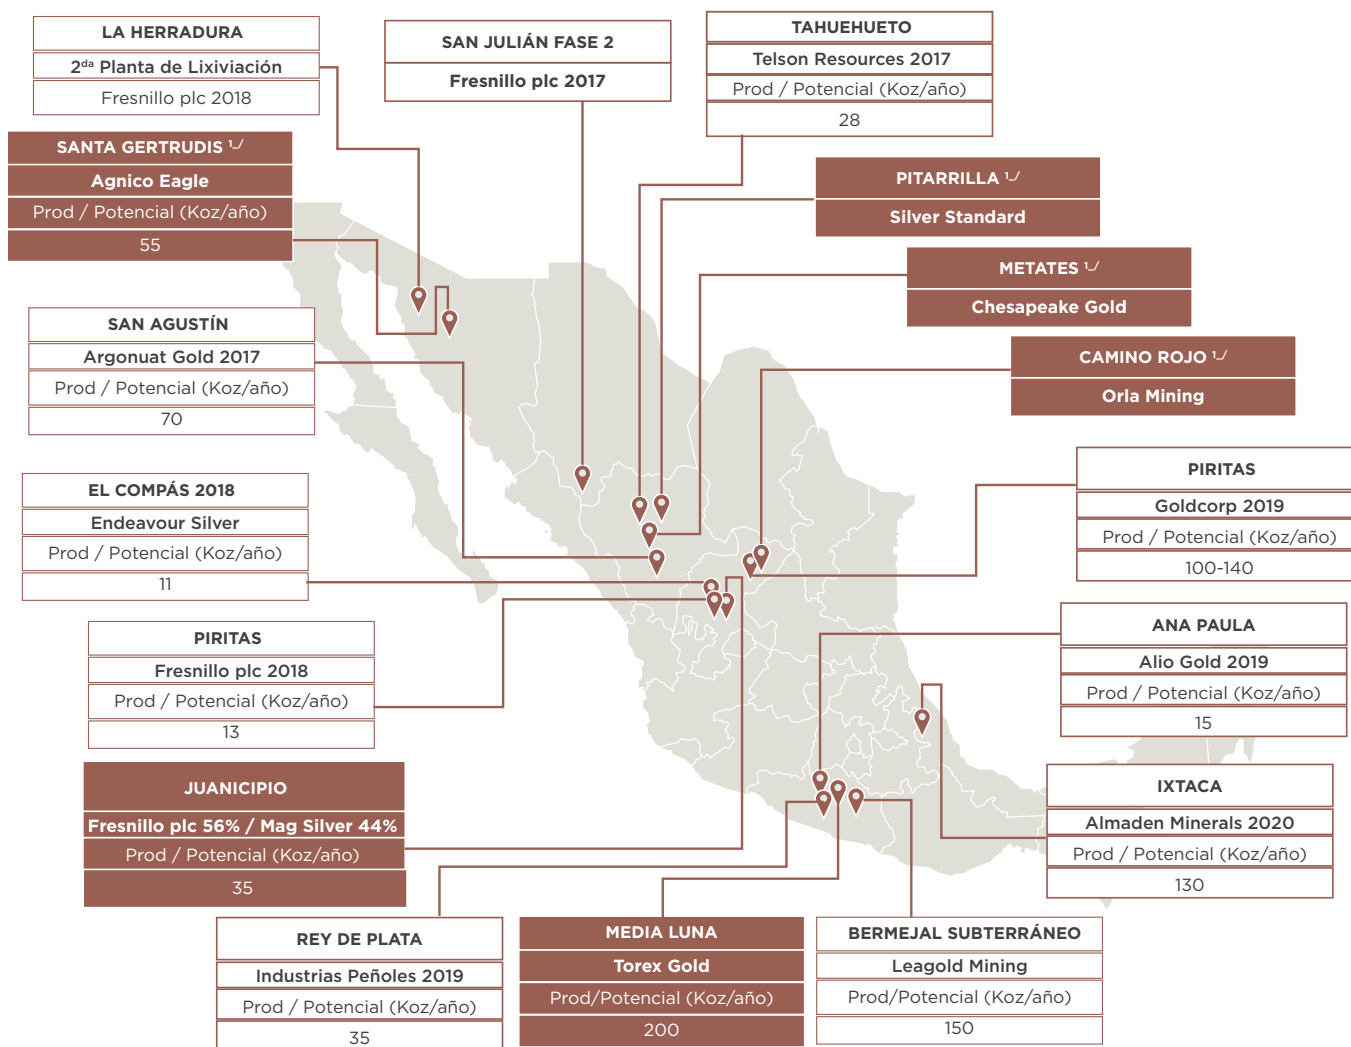 LA HERRADURA
2da Planta de Lixiviación
Fresnillo plc 2018
SAN JULIÁN FASE 2
Fresnillo plc 2017
TAHUEHUETO
Telson Resources 2017
Prod / Potencial (Koz/año)
28
SANTA GERTRUDIS 1_/
Agnico Eagle
Prod / Potencial (Koz/año)
55
PITARRILLA 1_/
Silver Standard
METATES 1_/
Chesapeake Gold
SAN AGUSTÍN
Argonuat Gold 2017
Prod / Potencial (Koz/año)
70
CAMINO ROJO 1_/
Orla Mining
EL COMPÁS 2018
Endeavour Silver
Prod / Potencial (Koz/año)
11
PIRITAS
Goldcorp 2019
Prod / Potencial (Koz/año)
100-140
PIRITAS
Fresnillo plc 2018
Prod / Potencial (Koz/año)
13
ANA PAULA
Alio Gold 2019
Prod / Potencial (Koz/año)
15
JUANICIPIO
Fresnillo plc 56% / Mag Silver 44%
Prod / Potencial (Koz/año)
35
IXTACA
Almaden Minerals 2020
Prod / Potencial (Koz/año)
130
REY DE PLATA
Industrias Peñoles 2019
Prod / Potencial (Koz/año)
35
MEDIA LUNA
Torex Gold
Prod/Potencial (Koz/año)
200
BERMEJAL SUBTERRÁNEO
Leagold Mining
Prod/Potencial (Koz/año)
150